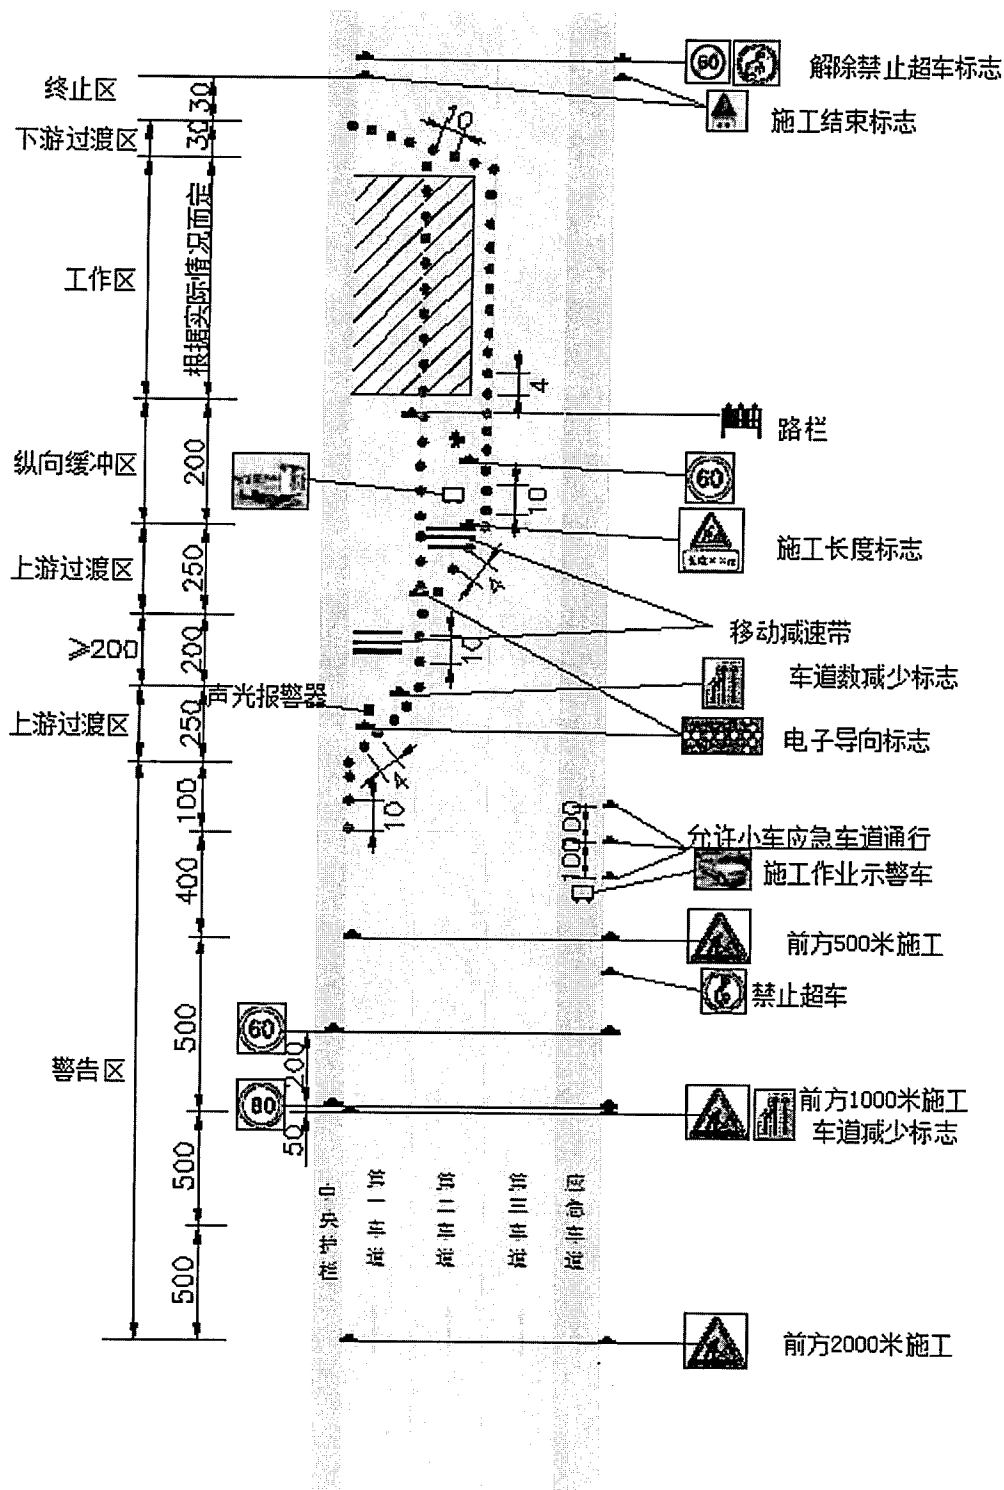 60
解除禁止超车标志
终止区
30
施工结束标志
下游过渡区
30
10
工作区
根据实际情况而定
4
路栏
纵向缓冲区
200
60
10
施工长度标志
上游过渡区
250
4
≥200
200
移动减速带
10
车道数减少标志
声光报警器
上游过渡区
250
电子导向标志
4
100
10
100
允许小车应急车道通行
100
400
施工作业示警车
前方500米施工
禁止超车
500
60
200
警告区
80
前方1000米施工
车道减少标志
50
500
中央护栏
第一车道
第二车道
第三车道
应急车道
500
前方2000米施工